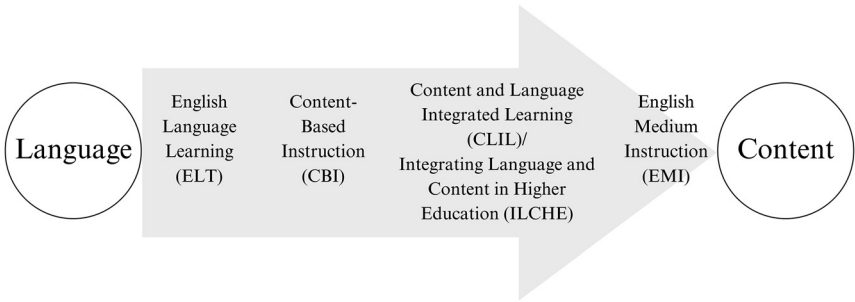 Language
English
Language
Learning
(ELT)
Content-
Based
Instruction
(CBI)
Content and Language
Integrated Learning
(CLIL)/
Integrating Language and
Content in Higher
Education (ILCHE)
English
Medium
Instruction
(EMI)
Content